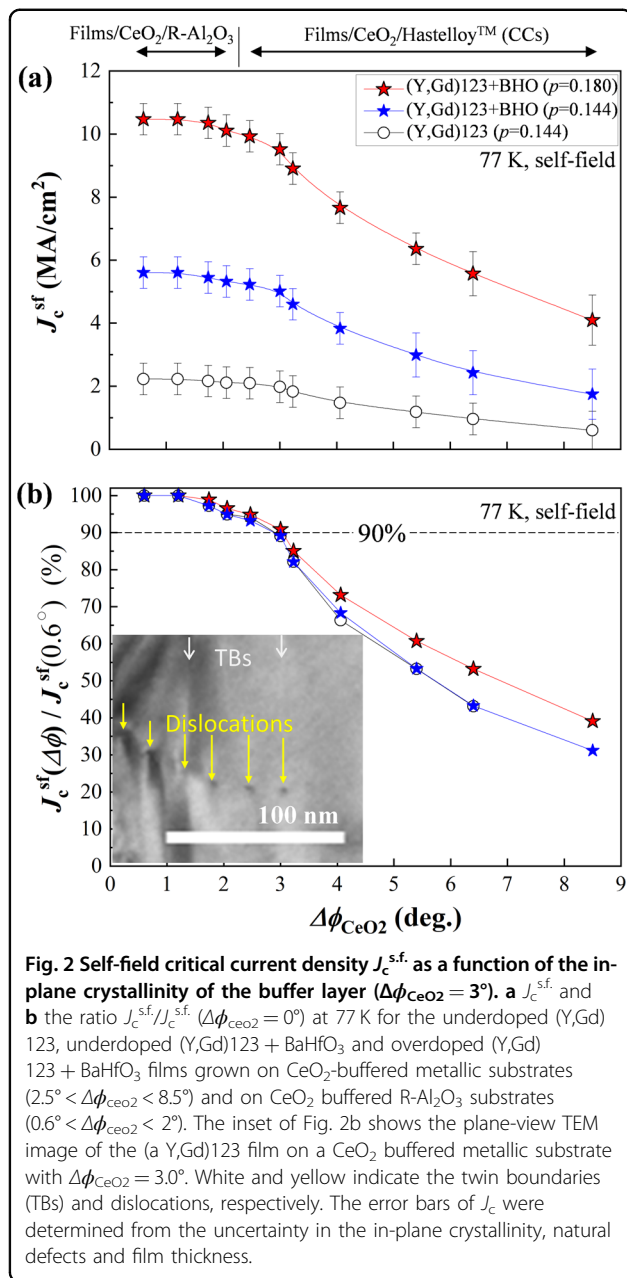 Films/CeO₂/R-Al₂O₃ Films/CeO₂/Hastelloy™ (CCs)
(a)
12
10
8
6
4
2
0
Jcsf (MA/cm²)
(Y,Gd)123+BHO (p=0.180)
(Y,Gd)123+BHO (p=0.144)
(Y,Gd)123 (p=0.144)
77 K, self-field
(b)
100
90
80
70
60
50
40
30
20
10
0
Jcsf(Δϕ) / Jcsf(0.6°) (%)
77 K, self-field
90%
TBs
Dislocations
100 nm
0 1 2 3 4 5 6 7 8 9
ΔϕCeO2 (deg.)
Fig. 2 Self-field critical current density Jcs.f. as a function of the in-
plane crystallinity of the buffer layer (ΔϕCeO2 = 3°). a Jcs.f. and
b the ratio Jcs.f./Jcs.f. (Δϕceo2 = 0°) at 77 K for the underdoped (Y,Gd)
123, underdoped (Y,Gd)123 + BaHfO₃ and overdoped (Y,Gd)
123 + BaHfO₃ films grown on CeO₂-buffered metallic substrates
(2.5° < Δϕceo2 < 8.5°) and on CeO₂ buffered R-Al₂O₃ substrates
(0.6° < Δϕceo2 < 2°). The inset of Fig. 2b shows the plane-view TEM
image of the (a Y,Gd)123 film on a CeO₂ buffered metallic substrate
with ΔϕCeO2 = 3.0°. White and yellow indicate the twin boundaries
(TBs) and dislocations, respectively. The error bars of Jc were
determined from the uncertainty in the in-plane crystallinity, natural
defects and film thickness.